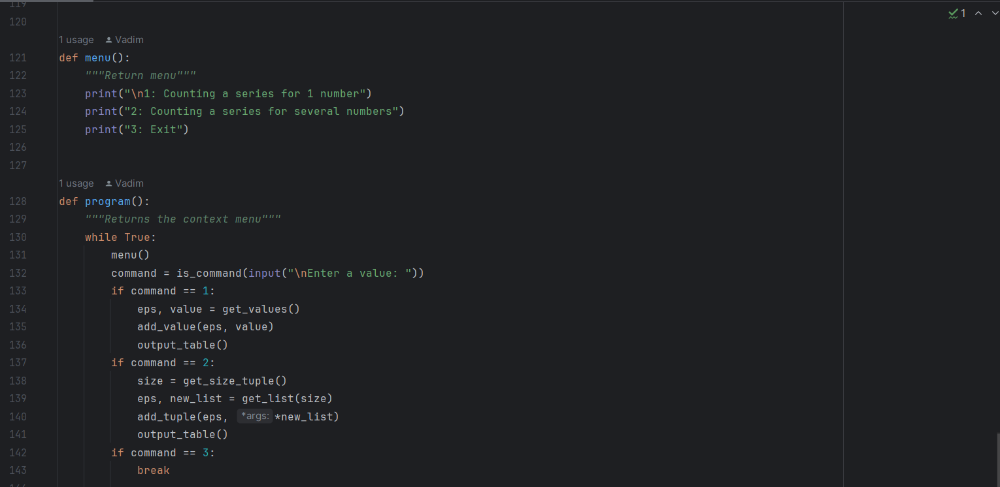 119
120
1 usage Vadim
121 def menu():
122 """Return menu"""
123 print("\n1: Counting a series for 1 number")
124 print("2: Counting a series for several numbers")
125 print("3: Exit")
126
127
1 usage Vadim
128 def program():
129 """Returns the context menu"""
130 while True:
131 menu()
132 command = is_command(input("\nEnter a value: "))
133 if command == 1:
134 eps, value = get_values()
135 add_value(eps, value)
136 output_table()
137 if command == 2:
138 size = get_size_tuple()
139 eps, new_list = get_list(size)
140 add_tuple(eps, *args: *new_list)
141 output_table()
142 if command == 3:
143 break
1